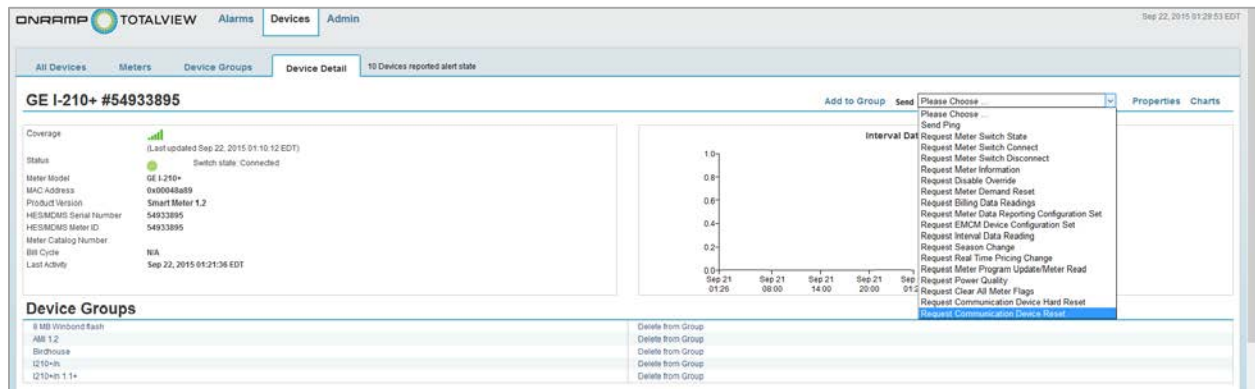 ONRAMP TOTALVIEW Alarms Devices Admin
Sep 22, 2015 01:29:53 EDT
All Devices Meters Device Groups Device Detail 10 Devices reported alert state
GE I-210+ #54933895
Add to Group Send Please Choose ... Properties Charts
Please Choose ...
Send Ping
Request Meter Switch State
Request Meter Switch Connect
Request Meter Switch Disconnect
Request Meter Information
Request Disable Override
Request Meter Demand Reset
Request Billing Data Readings
Request Meter Data Reporting Configuration Set
Request EMCM Device Configuration Set
Request Interval Data Reading
Request Season Change
Request Real Time Pricing Change
Request Meter Program Update/Meter Read
Request Power Quality
Request Clear All Meter Flags
Request Communication Device Hard Reset
Request Communication Device Reset
Coverage
(Last updated Sep 22, 2015 01:10:12 EDT)
Status Switch state: Connected
Meter Model GE I-210+
MAC Address 0x00048a89
Product Version Smart Meter 1.2
HES/MDMS Serial Number 54933895
HES/MDMS Meter ID 54933895
Meter Catalog Number
Bill Cycle N/A
Last Activity Sep 22, 2015 01:21:36 EDT
Interval Dat
1.0
0.8
0.6
0.4
0.2
0.0
Sep 21 Sep 21 Sep 21 Sep 21 Sep
01:26 08:00 14:00 20:00 01:2
Device Groups
8 MB Winbond flash Delete from Group
AMI 1.2 Delete from Group
Birdhouse Delete from Group
I210+/n Delete from Group
I210+/n 1.1+ Delete from Group